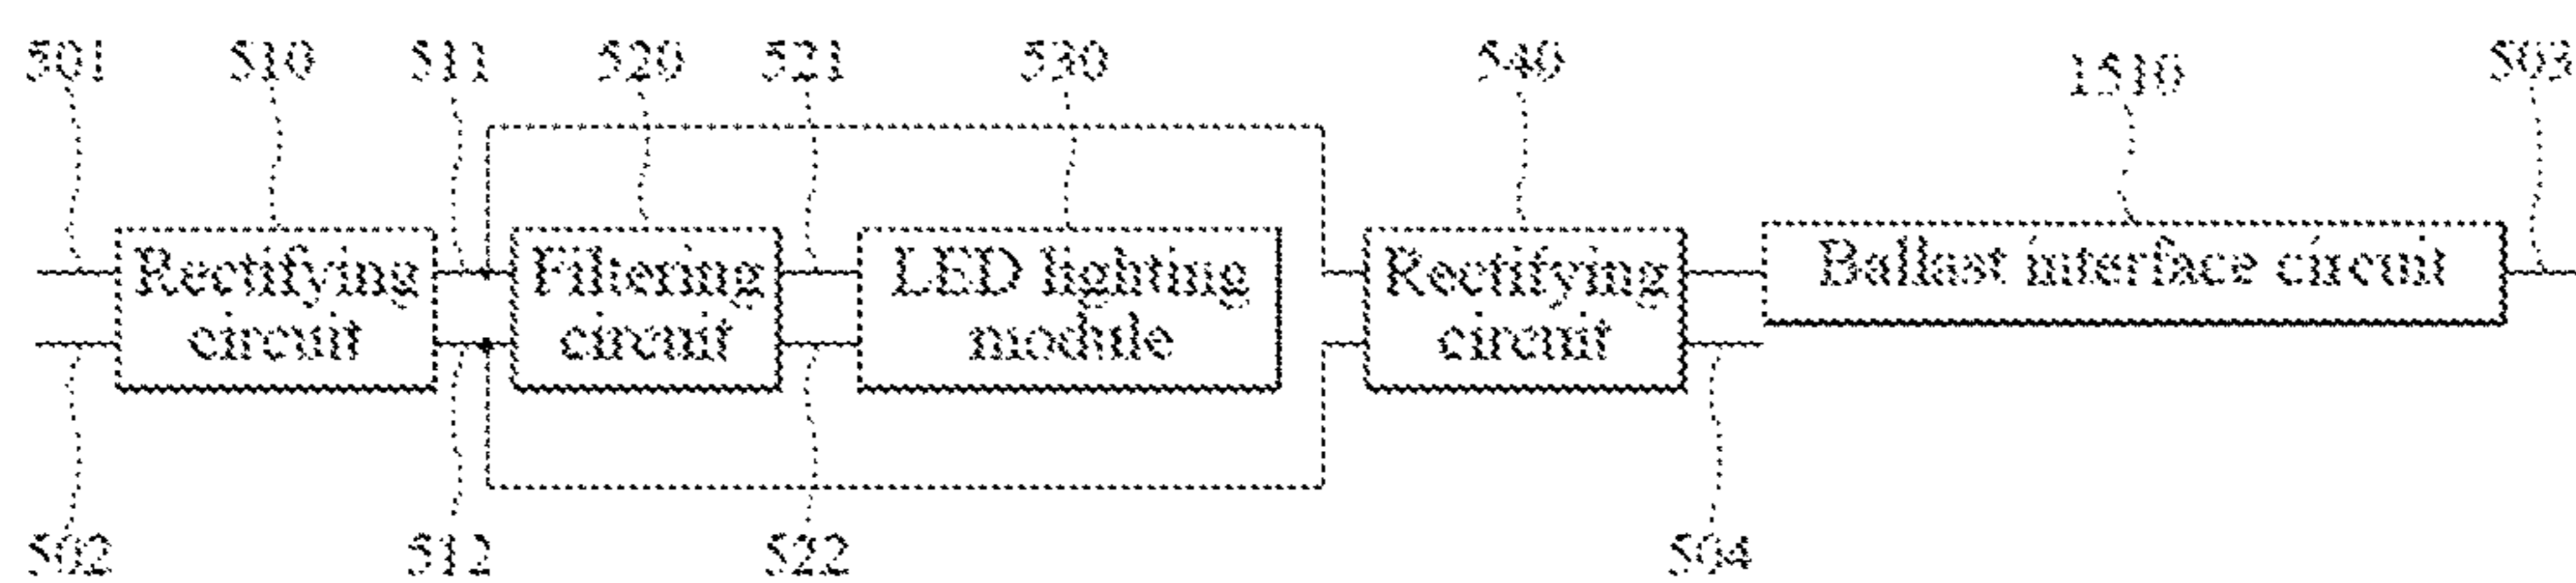 501 510 511 520 521 530 540 1510 503
Rectifying
circuit
Filtering
circuit
LED lighting
module
Rectifying
circuit
Ballast interface circuit
502 512 522 504